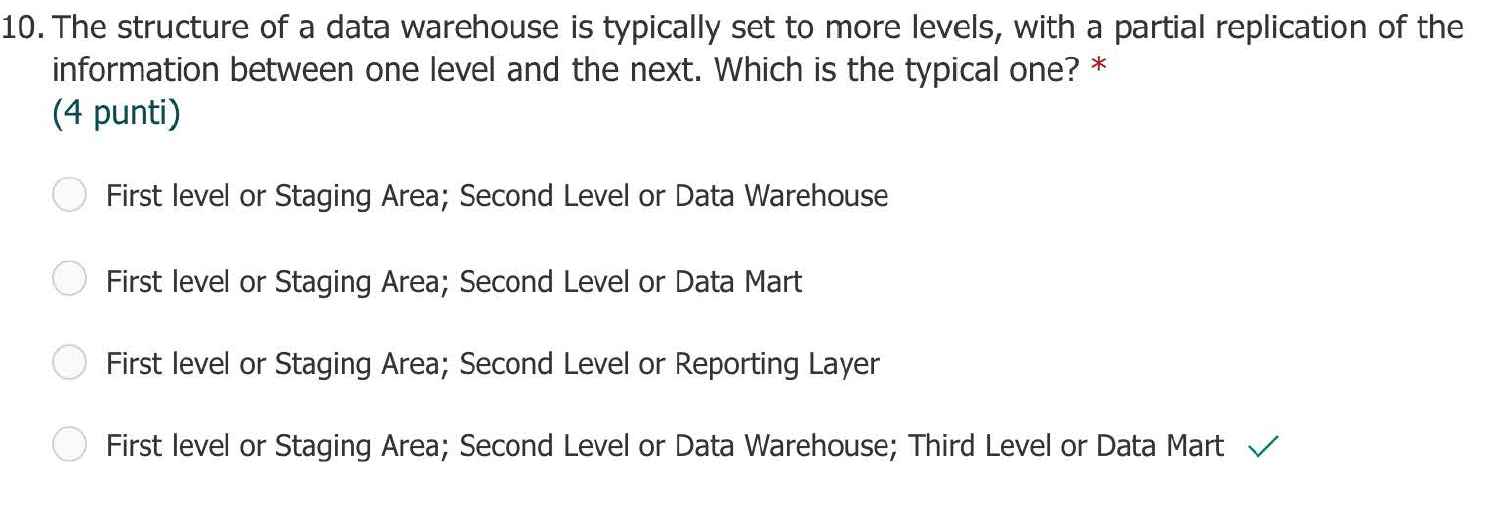 10. The structure of a data warehouse is typically set to more levels, with a partial replication of the
information between one level and the next. Which is the typical one? *
(4 punti)
First level or Staging Area; Second Level or Data Warehouse
First level or Staging Area; Second Level or Data Mart
First level or Staging Area; Second Level or Reporting Layer
First level or Staging Area; Second Level or Data Warehouse; Third Level or Data Mart